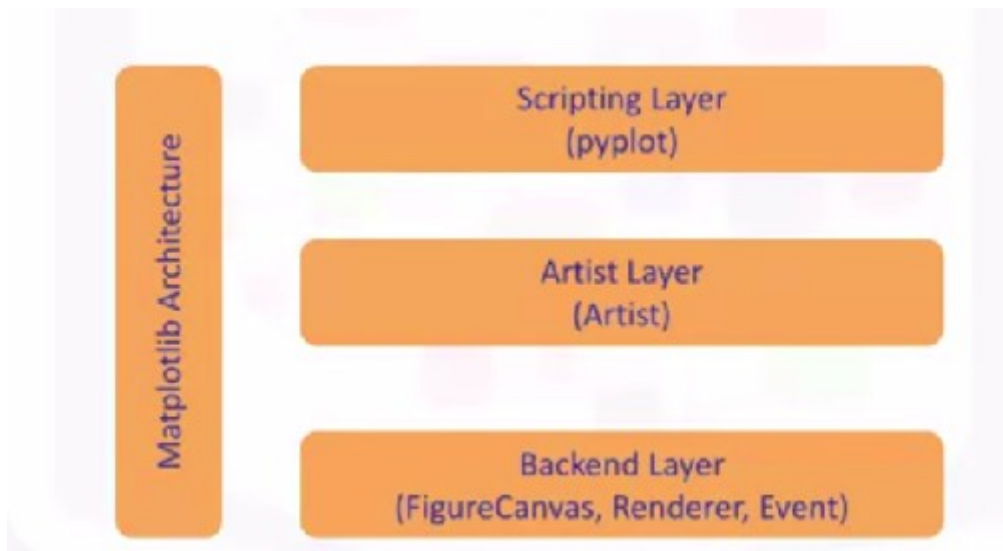 Matplotlib Architecture
Scripting Layer
(pyplot)
Artist Layer
(Artist)
Backend Layer
(FigureCanvas, Renderer, Event)